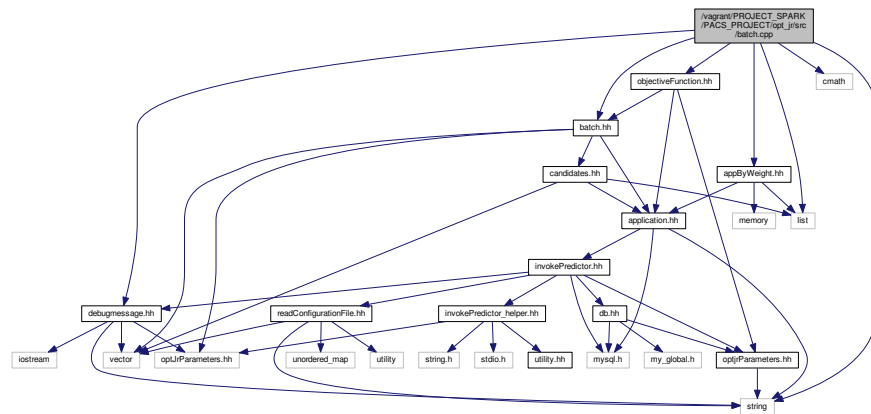 /vagrant/PROJECT_SPARK
/PACS_PROJECT/opt_jr/src
/batch.cpp
objectiveFunction.hh
cmath
batch.hh
candidates.hh
appByWeight.hh
application.hh
memory
list
invokePredictor.hh
debugmessage.hh
readConfigurationFile.hh
invokePredictor_helper.hh
db.hh
iostream
vector
optJrParameters.hh
unordered_map
utility
string.h
stdio.h
utility.hh
mysql.h
my_global.h
optjrParameters.hh
string